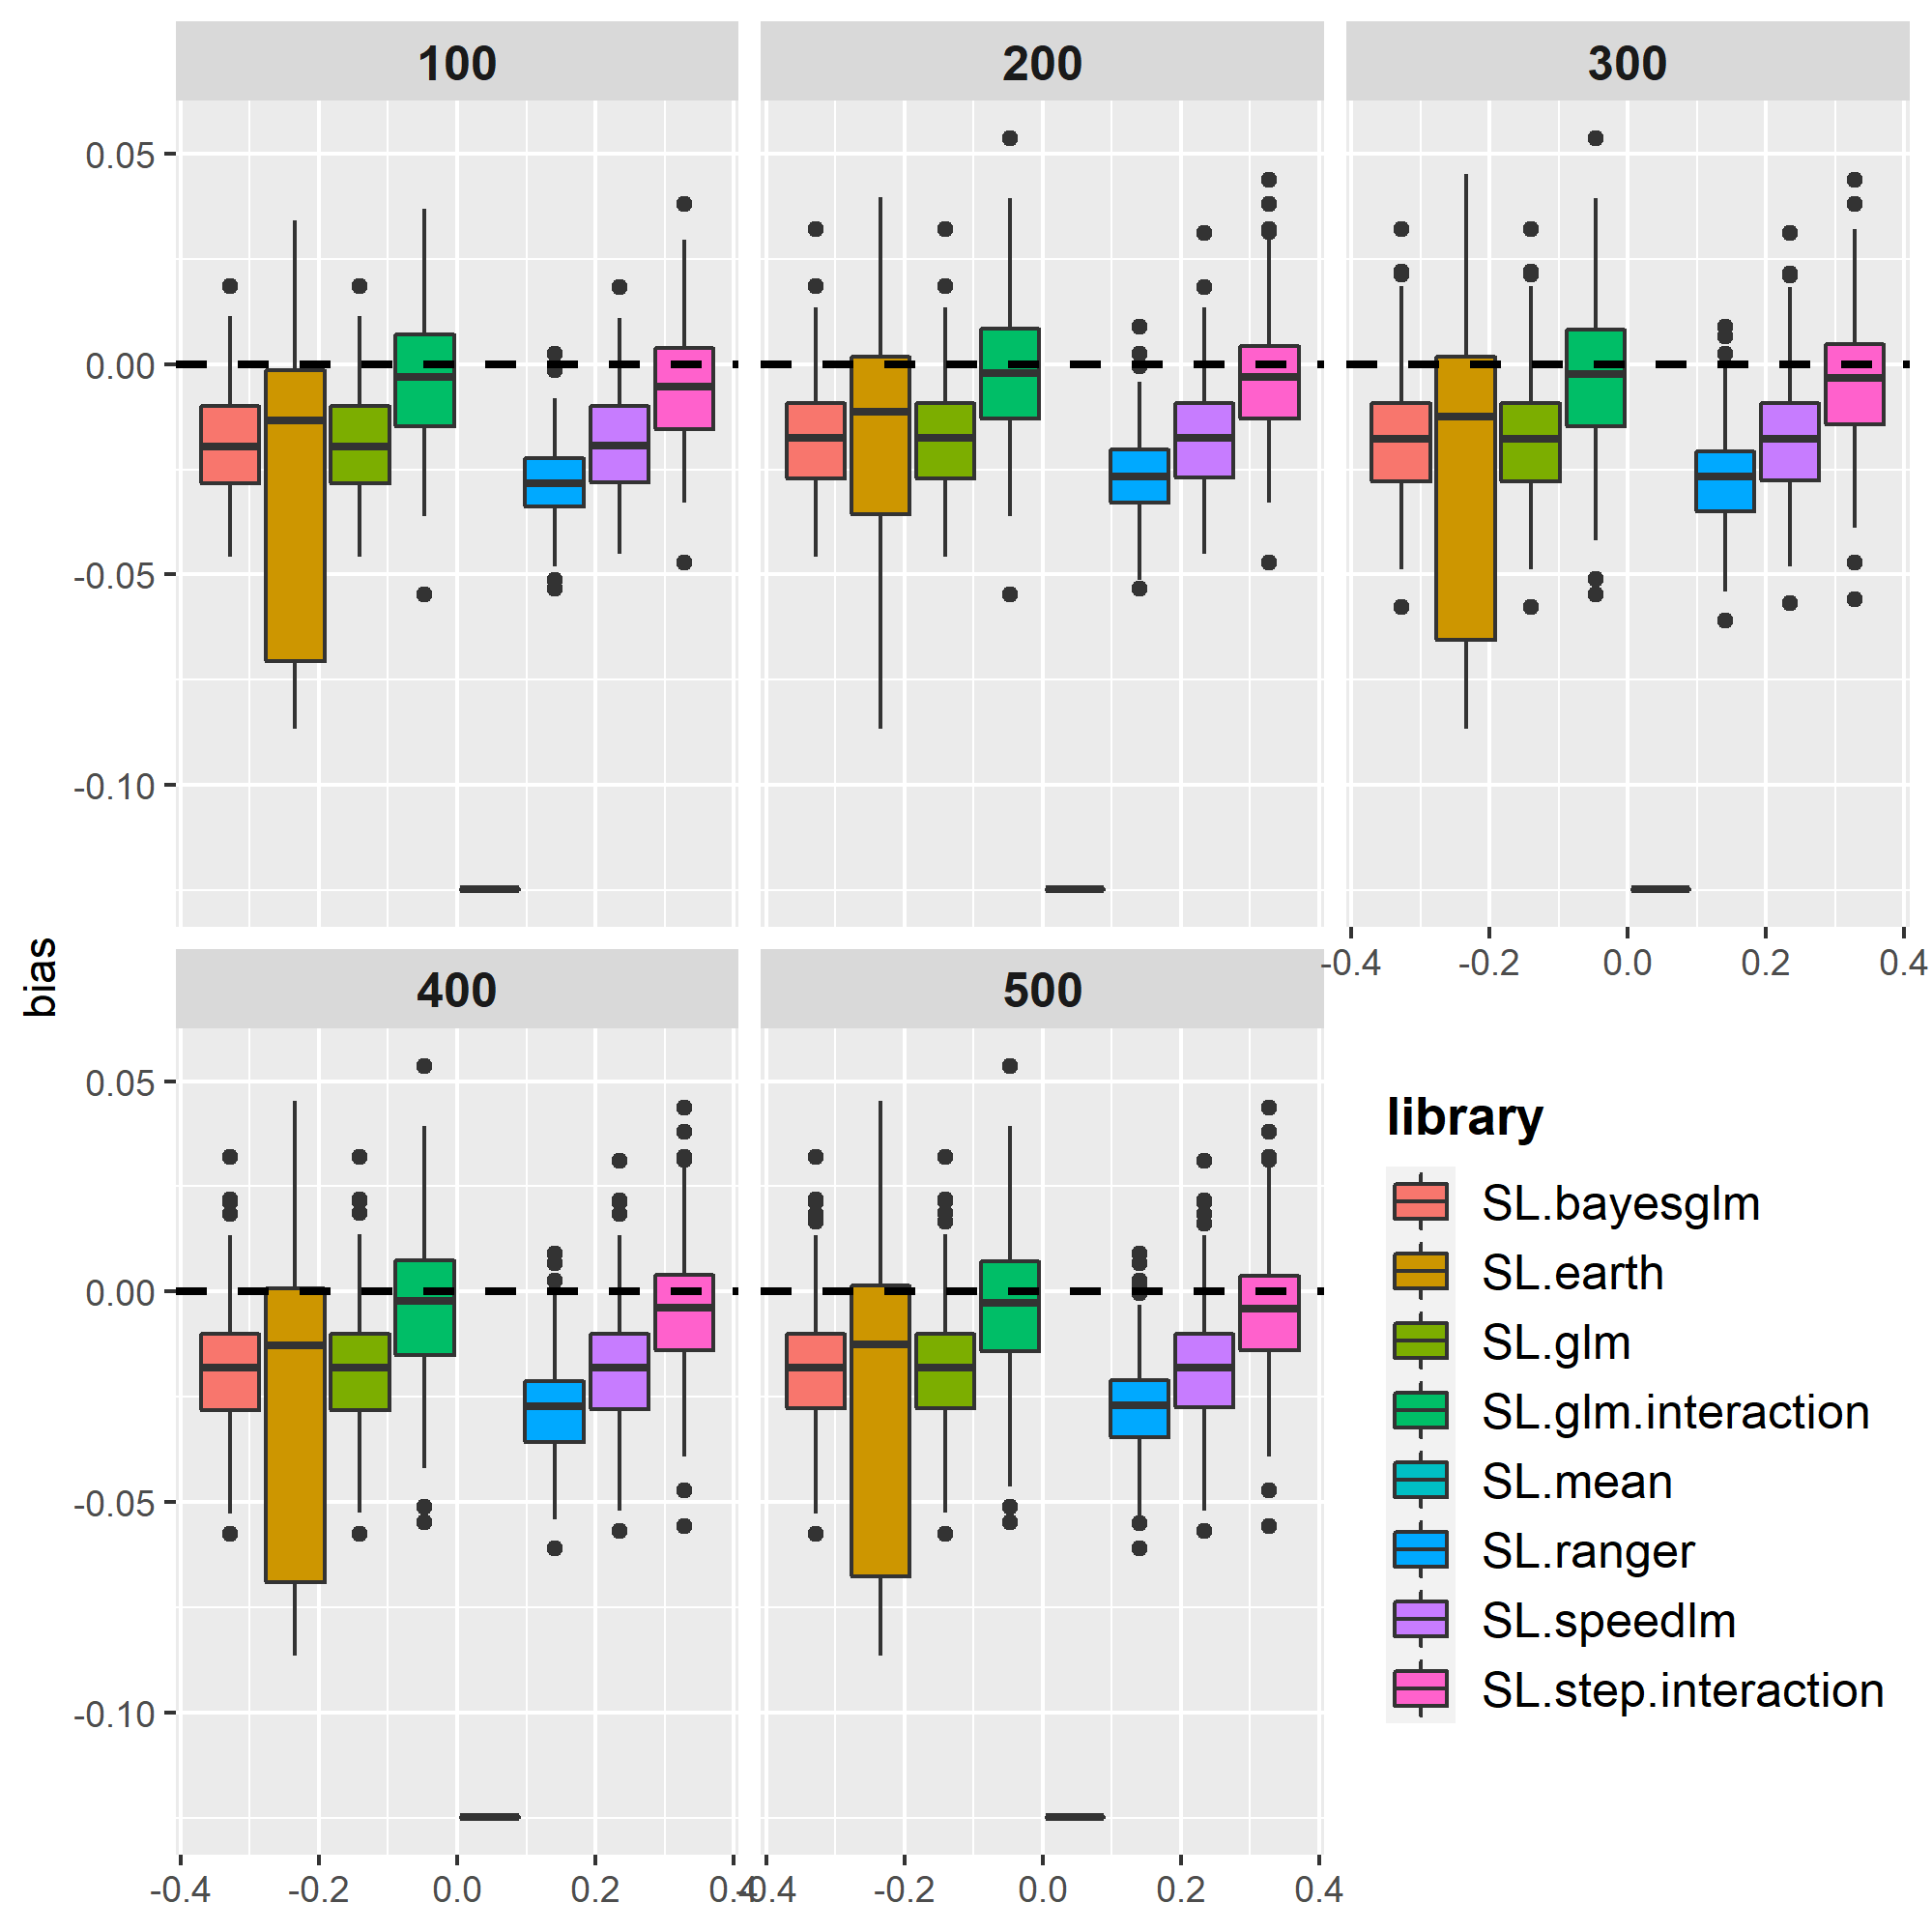 100 200 300
0.05
0.00
-0.05
-0.10
-0.4 -0.2 0.0 0.2 0.4
bias
400 500
0.05
0.00
-0.05
-0.10
-0.4 -0.2 0.0 0.2 0.4 -0.4 -0.2 0.0 0.2 0.4
library
SL.bayesglm
SL.earth
SL.glm
SL.glm.interaction
SL.mean
SL.ranger
SL.speedlm
SL.step.interaction